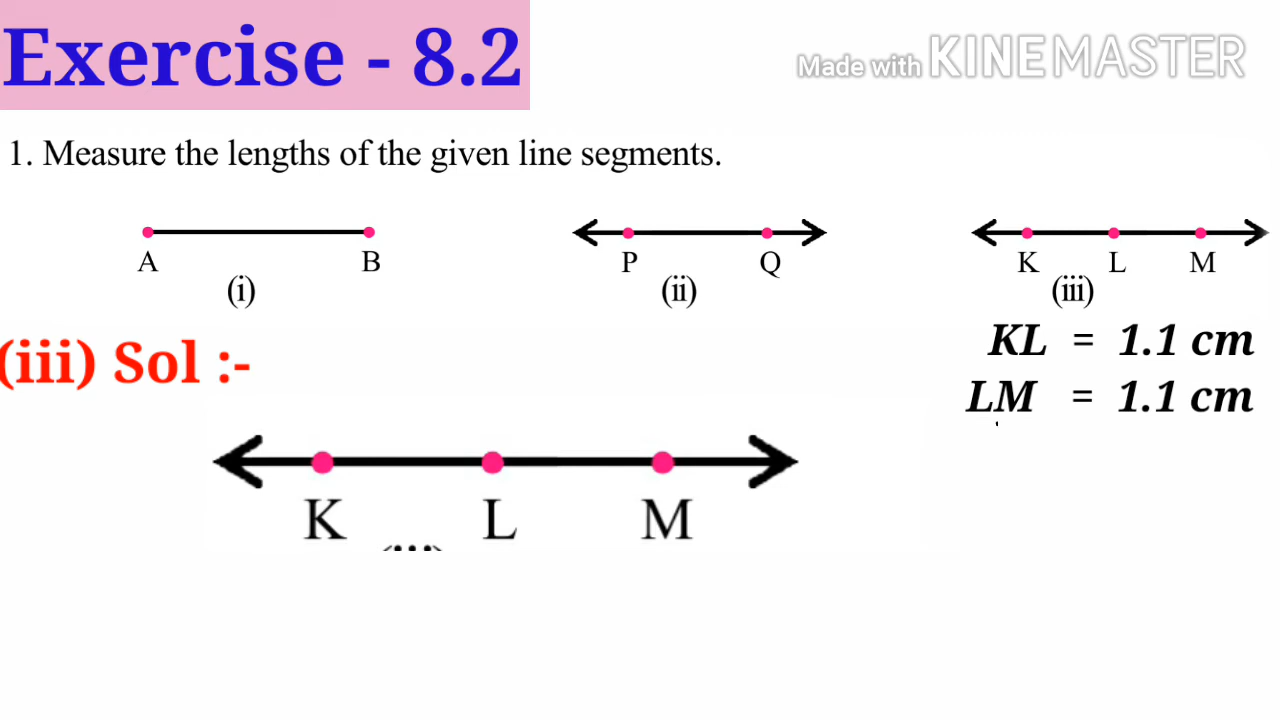 Exercise - 8.2
Made with KINEMASTER
1. Measure the lengths of the given line segments.
A B P Q K L M
(i) (ii) (iii)
KL = 1.1 cm
(iii) Sol :-
LM = 1.1 cm
K L M